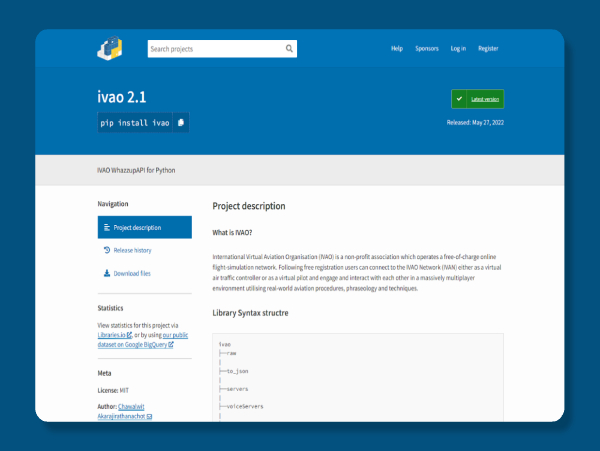 Search projects
Help Sponsors Log in Register
ivao 2.1
Latest version
pip install ivao
Released: May 27, 2022
IVAO WhazzupAPI for Python
Navigation
Project description
Release history
Download files
Statistics
View statistics for this project via
Libraries.io, or by using our public
dataset on Google BigQuery
Meta
License: MIT
Author: Chawalwit
Akarajirathanachot
Project description
What is IVAO?
International Virtual Aviation Organisation (IVAO) is a non-profit association which operates a free-of-charge online
flight-simulation network. Following free registration users can connect to the IVAO Network (IVAN) either as a virtual
air traffic controller or as a virtual pilot and engage and interact with each other in a massively multiplayer
environment utilising real-world aviation procedures, phraseology and techniques.
Library Syntax structre
ivao
├──raw
│
├──to_json
│
├──servers
│
├──voiceServers
│